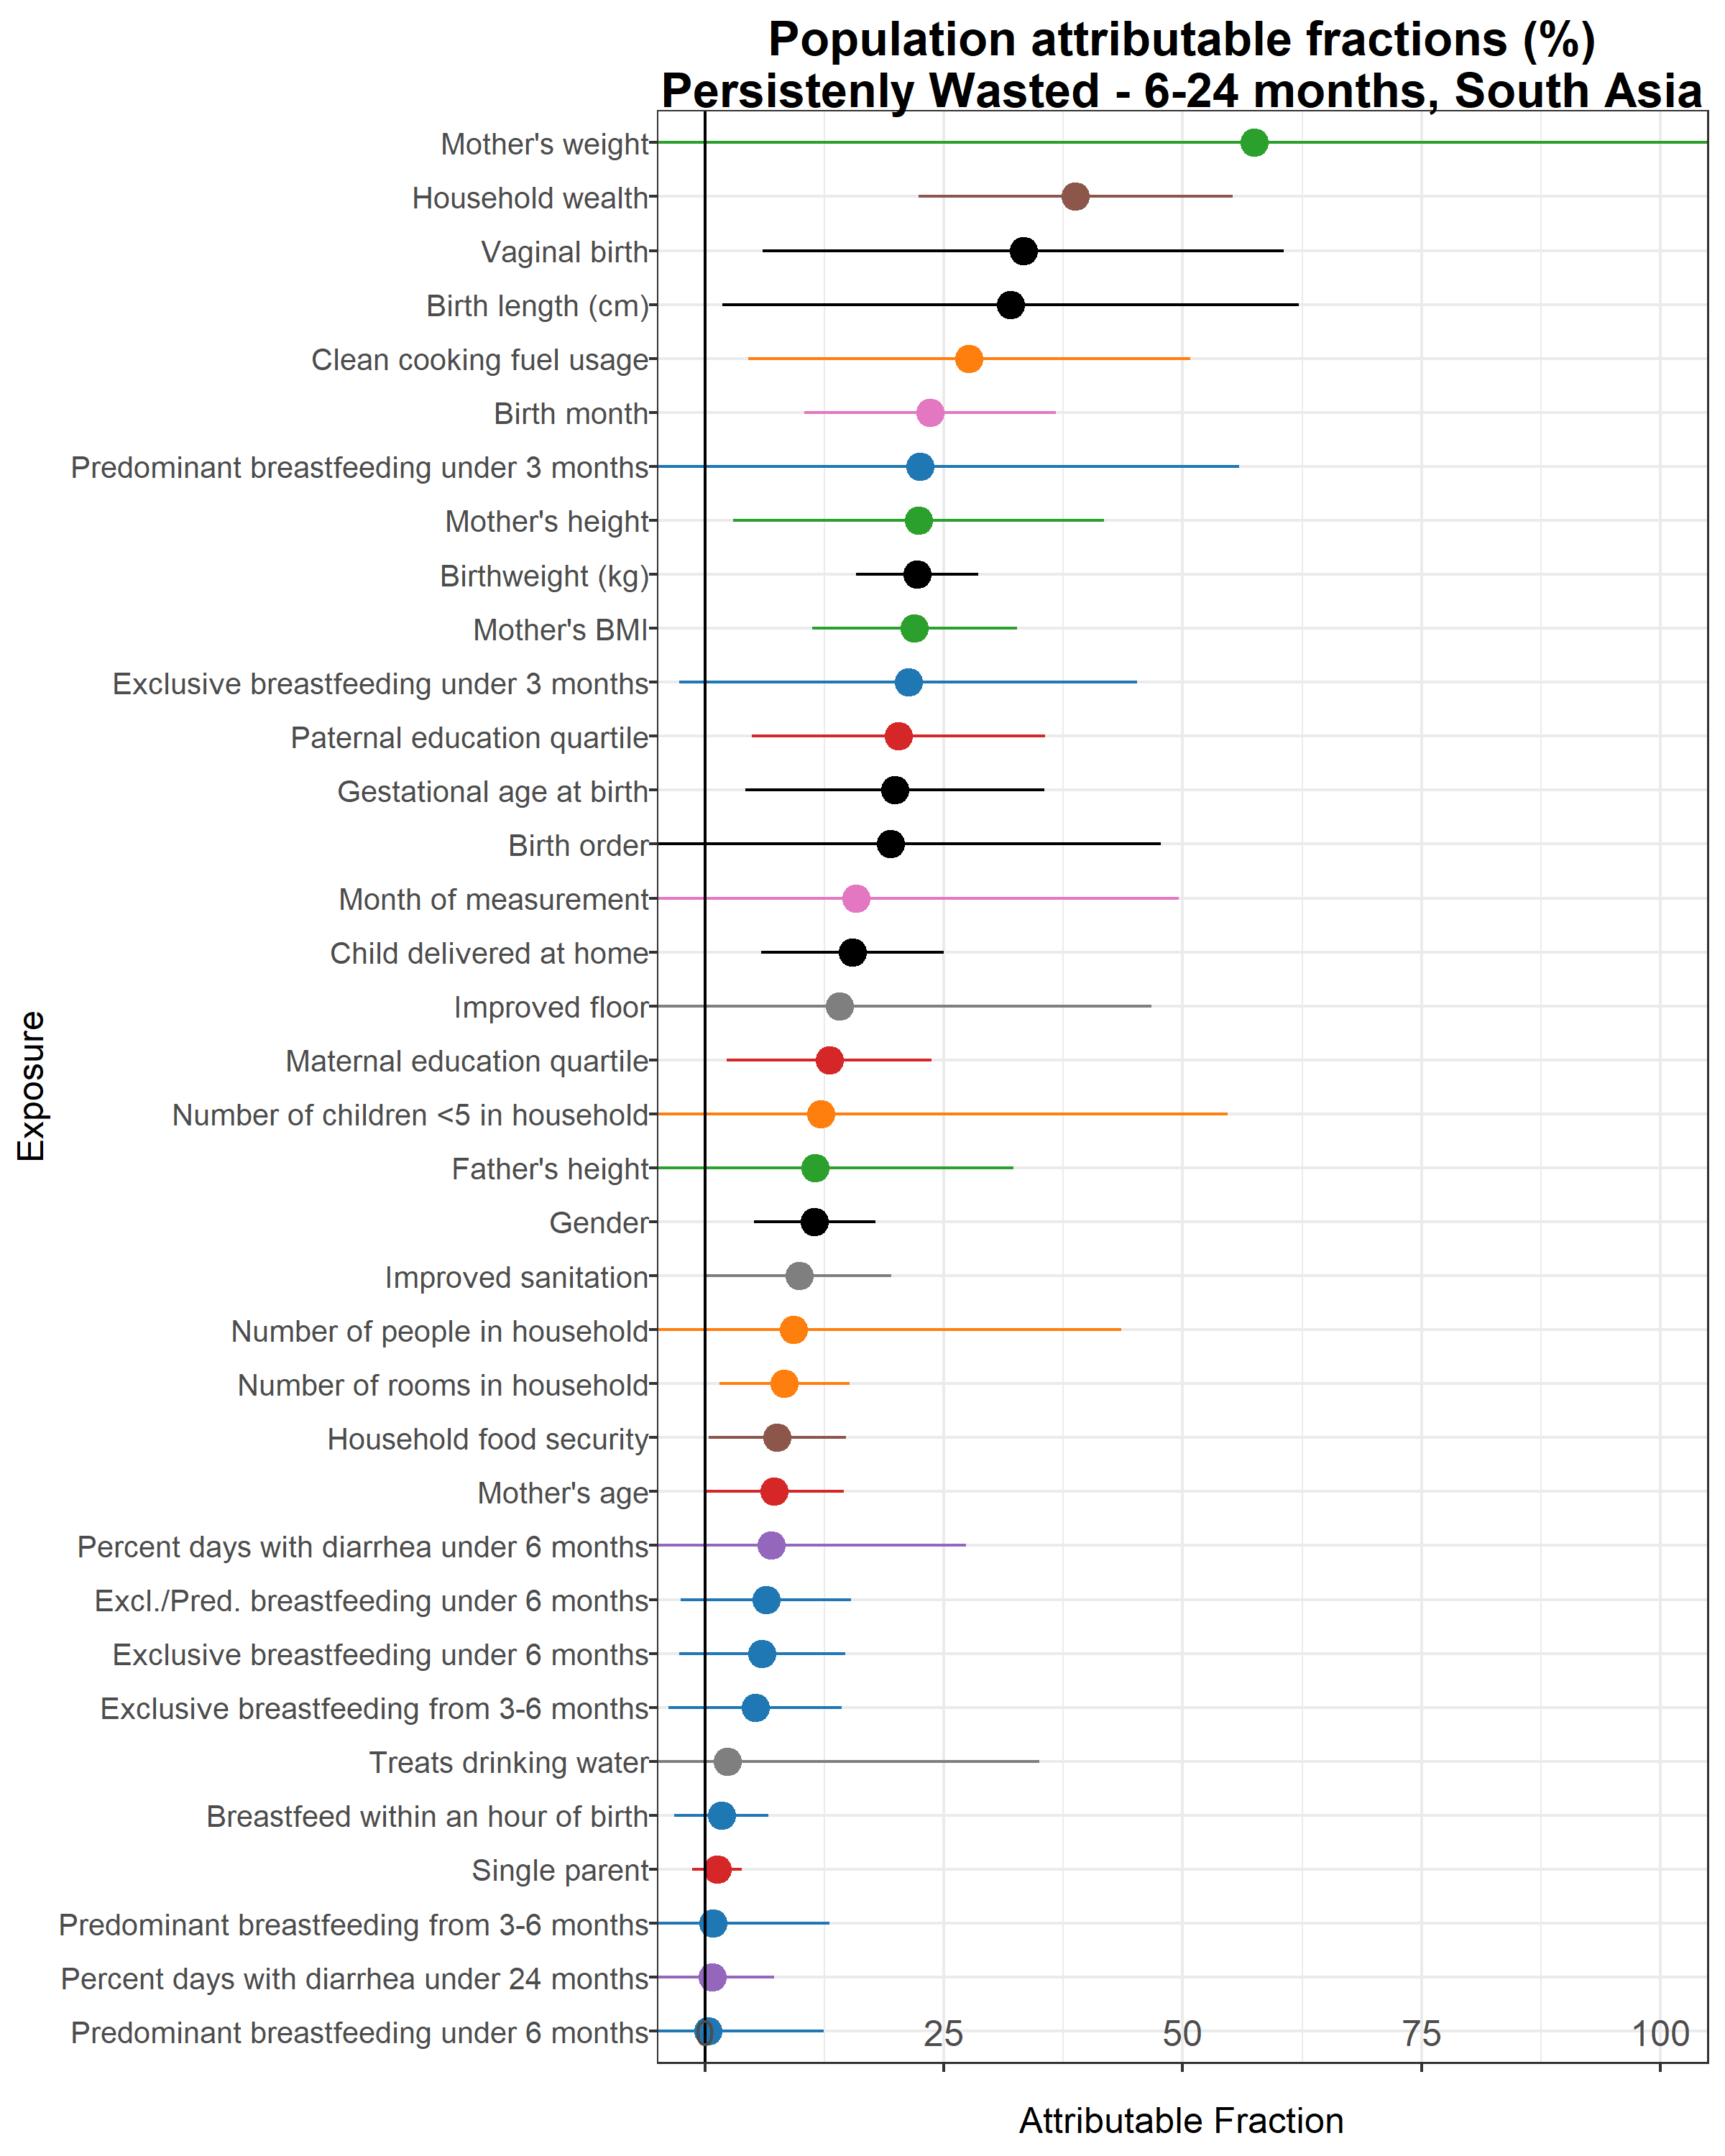 Population attributable fractions (%)
Persistenly Wasted - 6-24 months, South Asia
Mother's weight
Household wealth
Vaginal birth
Birth length (cm)
Clean cooking fuel usage
Birth month
Predominant breastfeeding under 3 months
Mother's height
Birthweight (kg)
Mother's BMI
Exclusive breastfeeding under 3 months
Paternal education quartile
Gestational age at birth
Birth order
Month of measurement
Child delivered at home
Improved floor
Maternal education quartile
Number of children <5 in household
Father's height
Gender
Improved sanitation
Number of people in household
Number of rooms in household
Household food security
Mother's age
Percent days with diarrhea under 6 months
Excl./Pred. breastfeeding under 6 months
Exclusive breastfeeding under 6 months
Exclusive breastfeeding from 3-6 months
Treats drinking water
Breastfeed within an hour of birth
Single parent
Predominant breastfeeding from 3-6 months
Percent days with diarrhea under 24 months
Predominant breastfeeding under 6 months
0 25 50 75 100
Exposure
Attributable Fraction